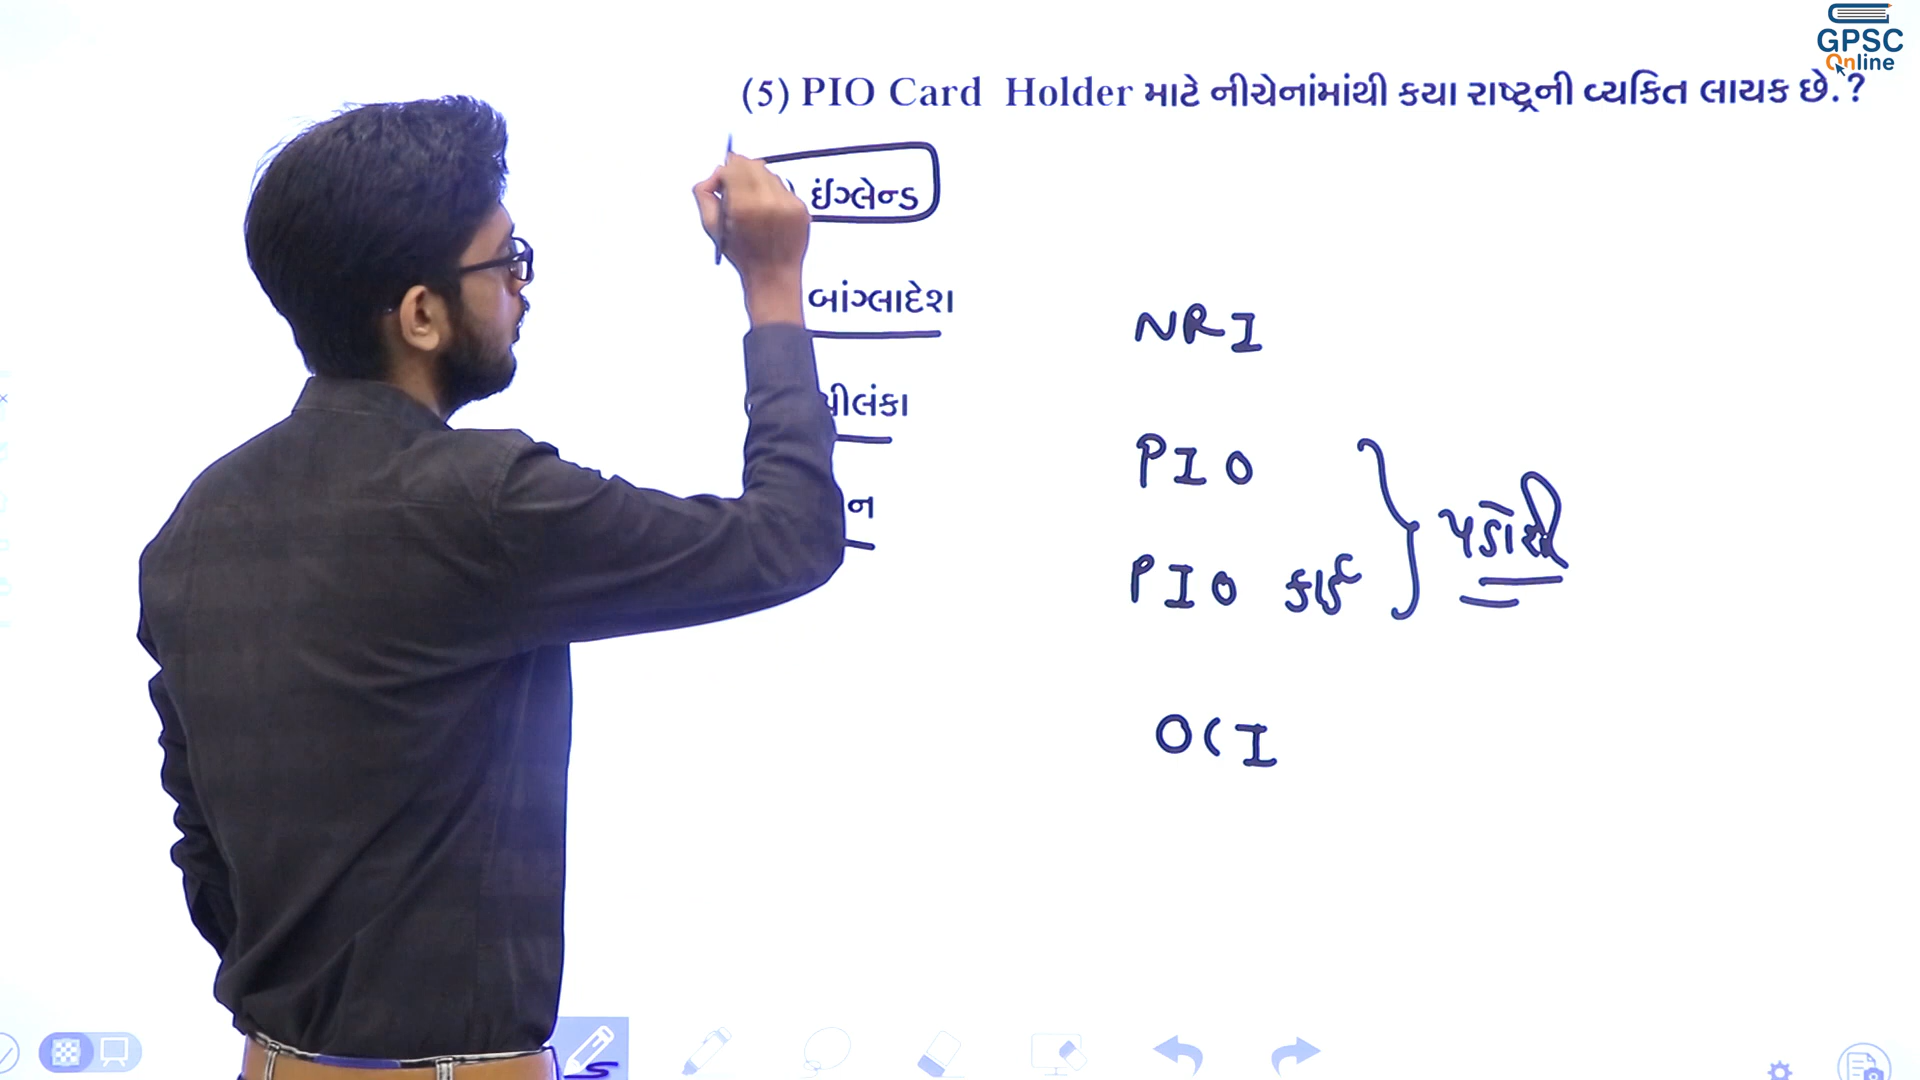 GPSC
Online
(5) PIO Card Holder માટે નીચેનાંમાંથી કયા રાષ્ટ્રની વ્યકિત લાયક છે.?
) ઈંગ્લેન્ડ
બાંગ્લાદેશ
NRI
PIO
પડોશી
PIO કાર્ડ
OCI